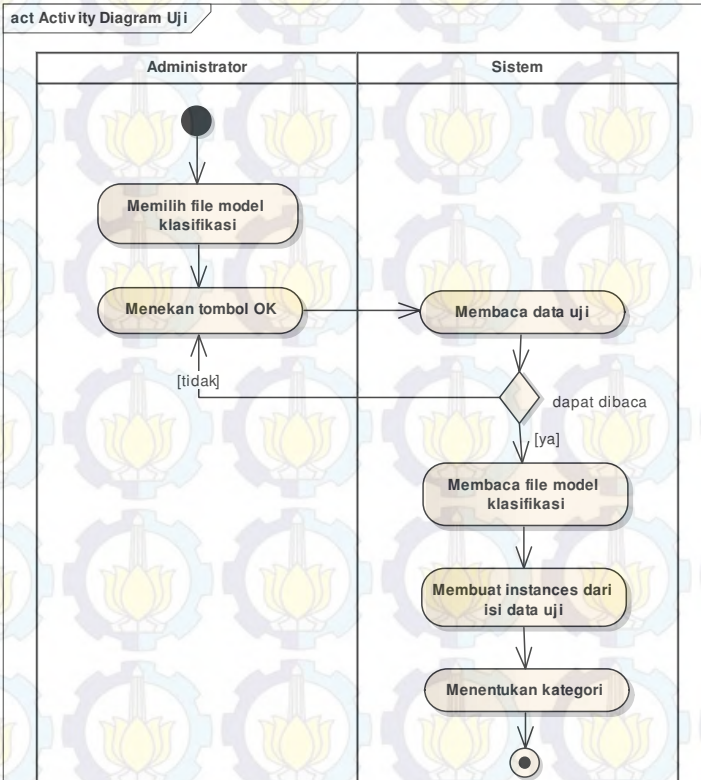 act Activity Diagram Uji
Administrator
Sistem
Memilih file model
klasifikasi
Menekan tombol OK
Membaca data uji
[tidak]
dapat dibaca
[ya]
Membaca file model
klasifikasi
Membuat instances dari
isi data uji
Menentukan kategori